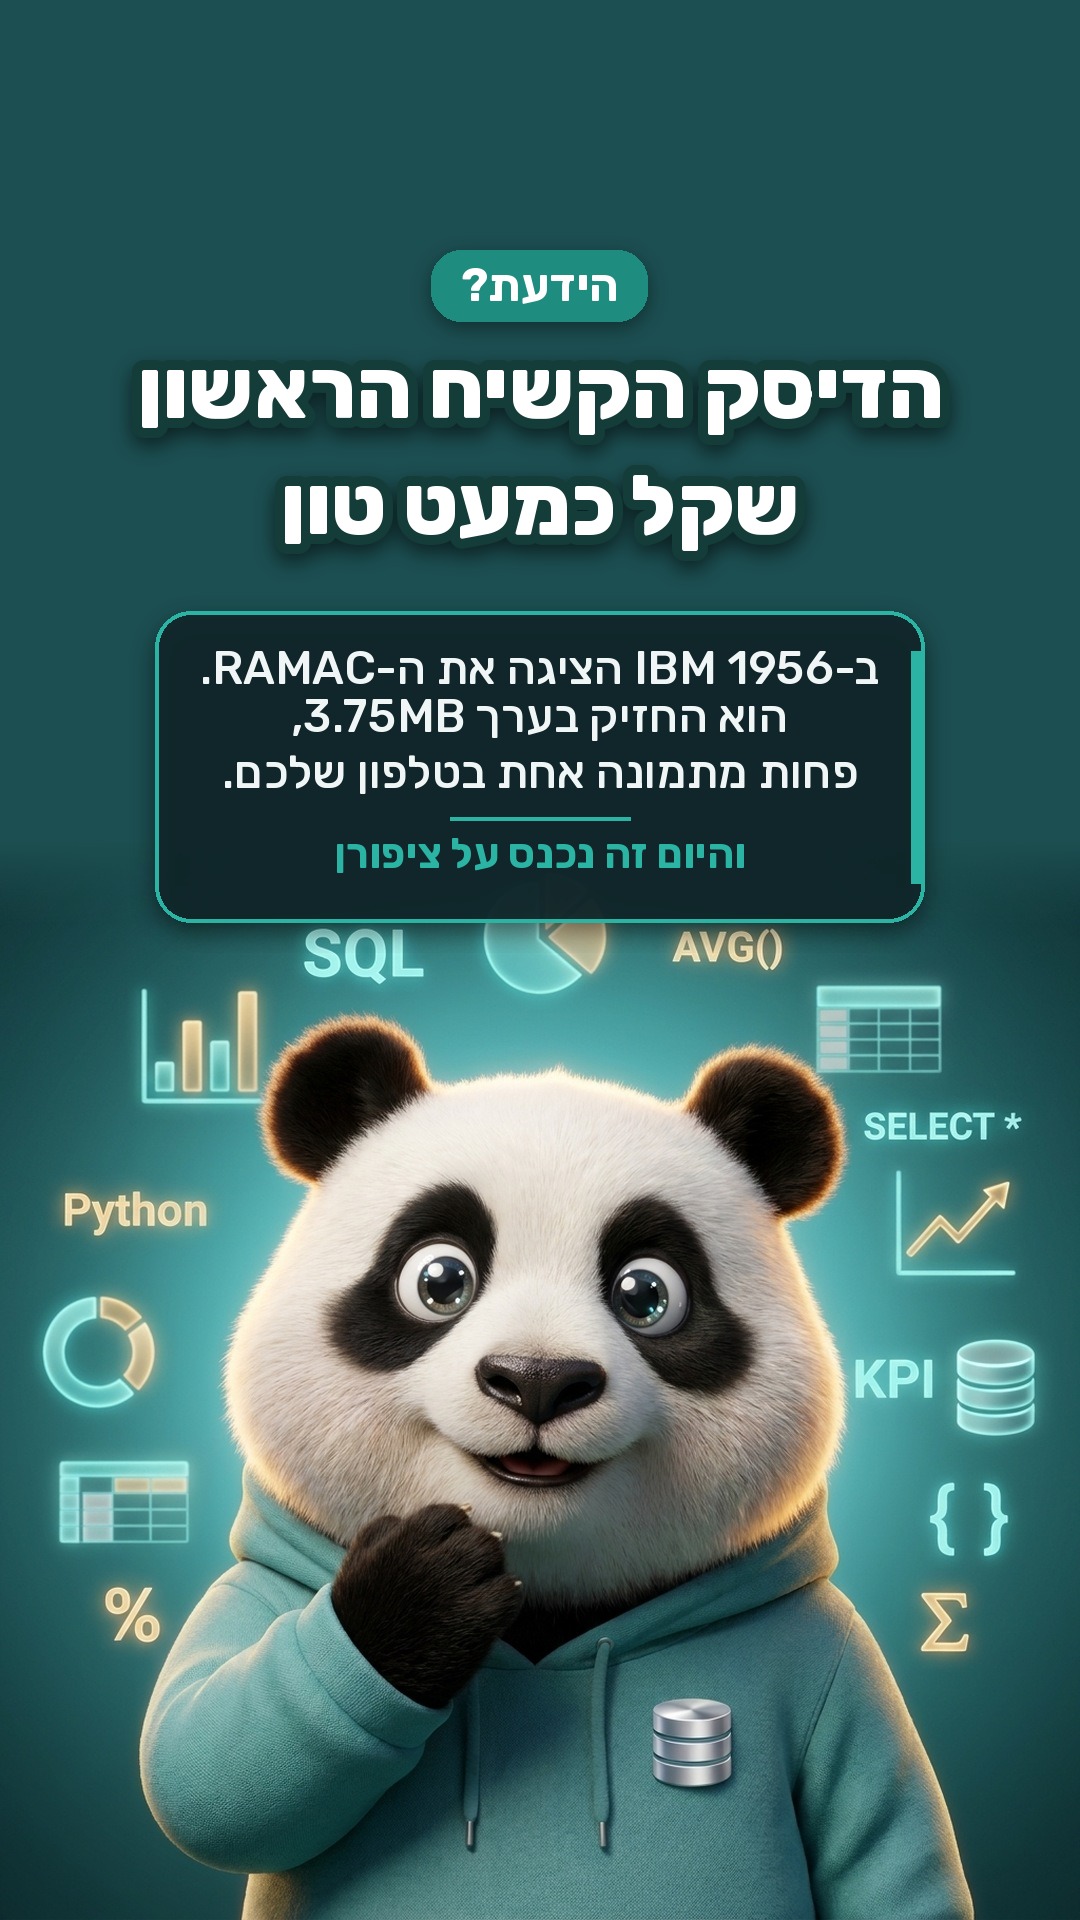 הידעת?
הדיסק הקשיח הראשון
שקל כמעט טון
ב-1956 IBM הציגה את ה-RAMAC.
הוא החזיק בערך 3.75MB,
פחות מתמונה אחת בטלפון שלכם.
והיום זה נכנס על ציפורן
SQL
AVG()
SELECT *
Python
KPI
{ }
%
Σ